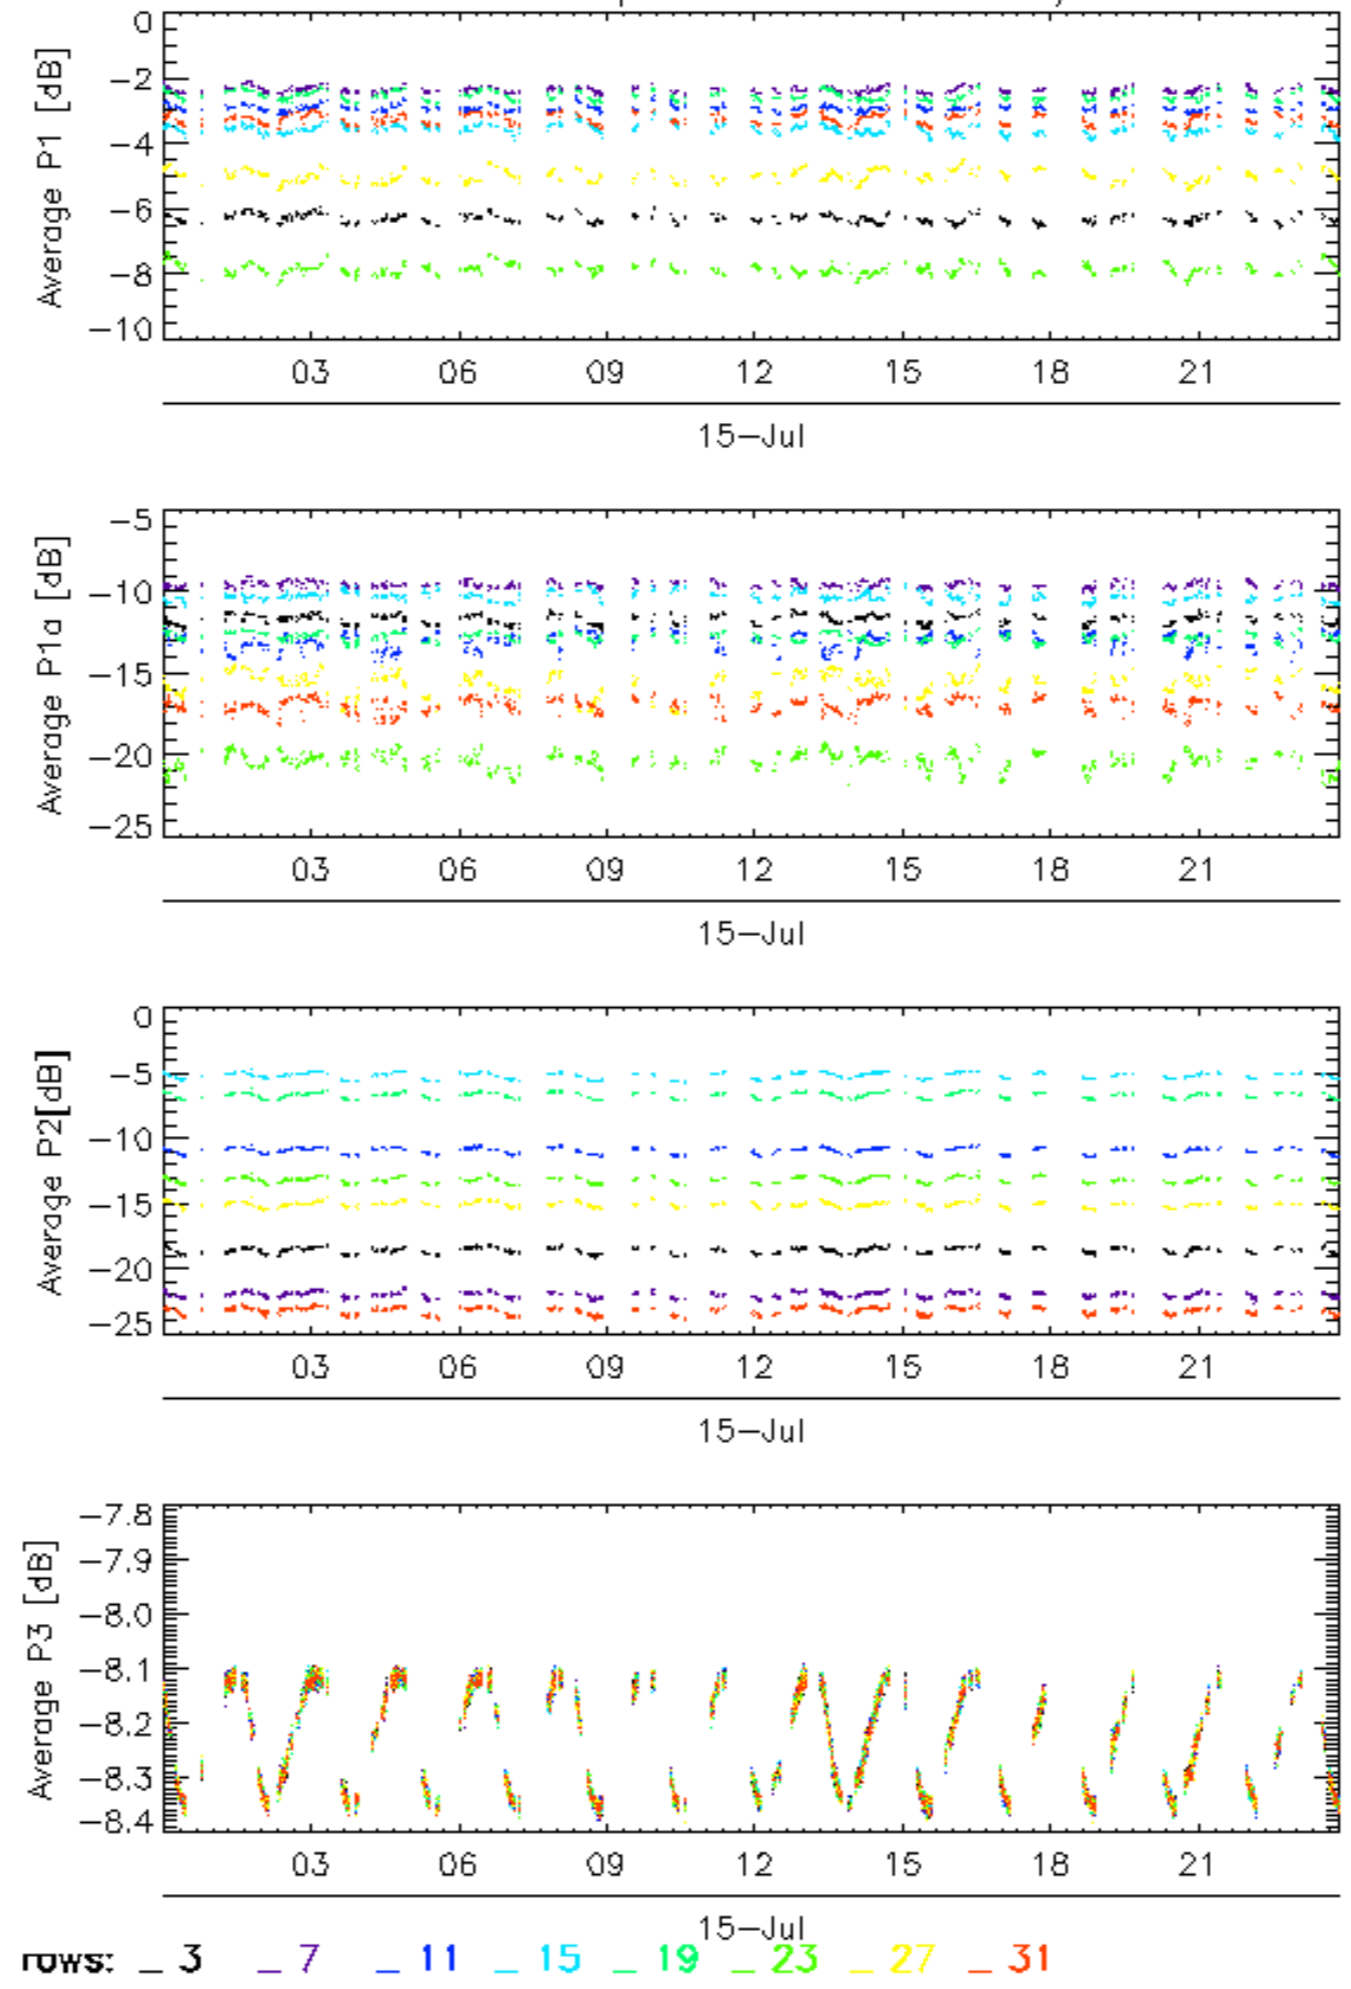 0
−2
−4
−6
−8
−10
Average P1 [dB]
03 06 09 12 15 18 21
15−Jul
−5
−10
−15
−20
−25
Average P1a [dB]
03 06 09 12 15 18 21
15−Jul
0
−5
−10
−15
−20
−25
Average P2[dB]
03 06 09 12 15 18 21
15−Jul
−7.8
−7.9
−8.0
−8.1
−8.2
−8.3
−8.4
Average P3 [dB]
03 06 09 12 15 18 21
15−Jul
rows: _ 3 _ 7 _ 11 _ 15 _ 19 _ 23 _ 27 _ 31